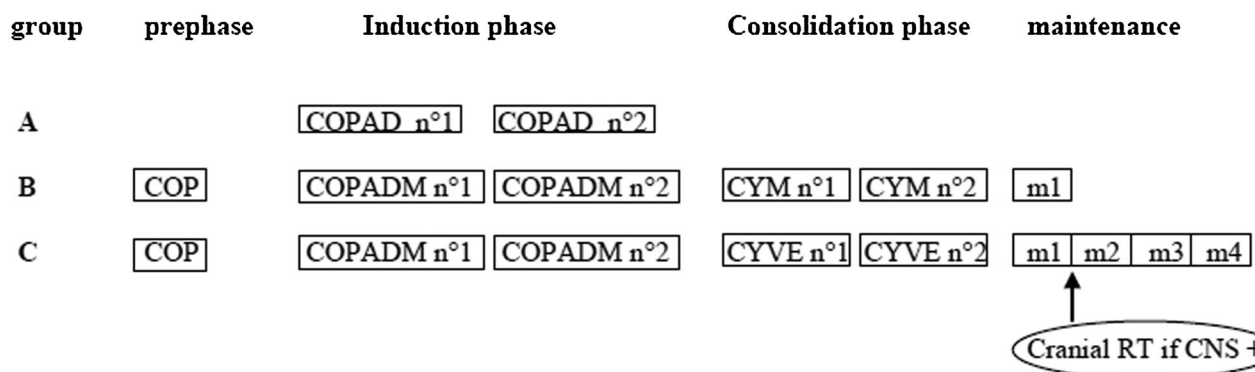 group prephase Induction phase Consolidation phase maintenance
A COPAD n°1 COPAD n°2
B COP COPADM n°1 COPADM n°2 CYM n°1 CYM n°2 m1
C COP COPADM n°1 COPADM n°2 CYVE n°1 CYVE n°2 m1 m2 m3 m4
Cranial RT if CNS +